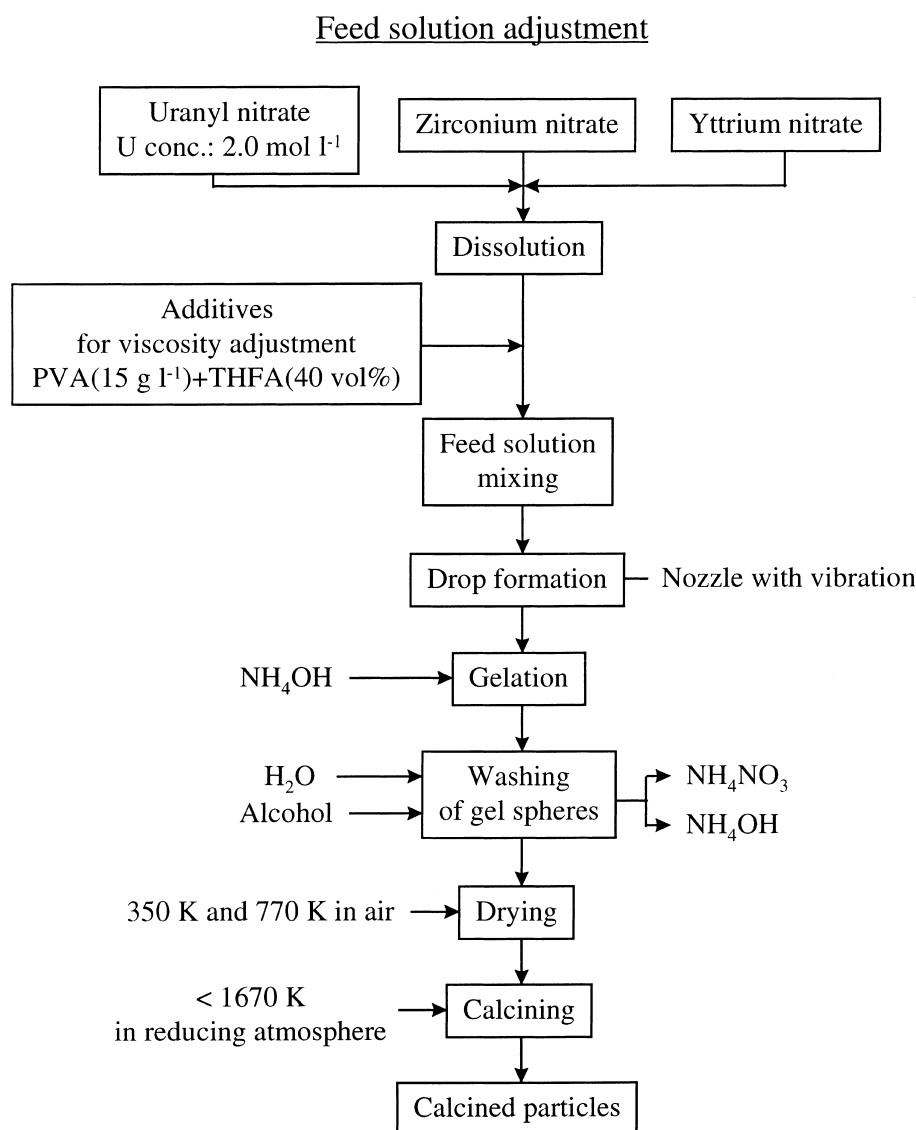 Feed solution adjustment
Uranyl nitrate
U conc.: 2.0 mol l⁻¹
Zirconium nitrate
Yttrium nitrate
Dissolution
Additives
for viscosity adjustment
PVA(15 g l⁻¹)+THFA(40 vol%)
Feed solution
mixing
Drop formation
Nozzle with vibration
NH₄OH
Gelation
H₂O
Alcohol
Washing
of gel spheres
NH₄NO₃
NH₄OH
350 K and 770 K in air
Drying
< 1670 K
in reducing atmosphere
Calcining
Calcined particles